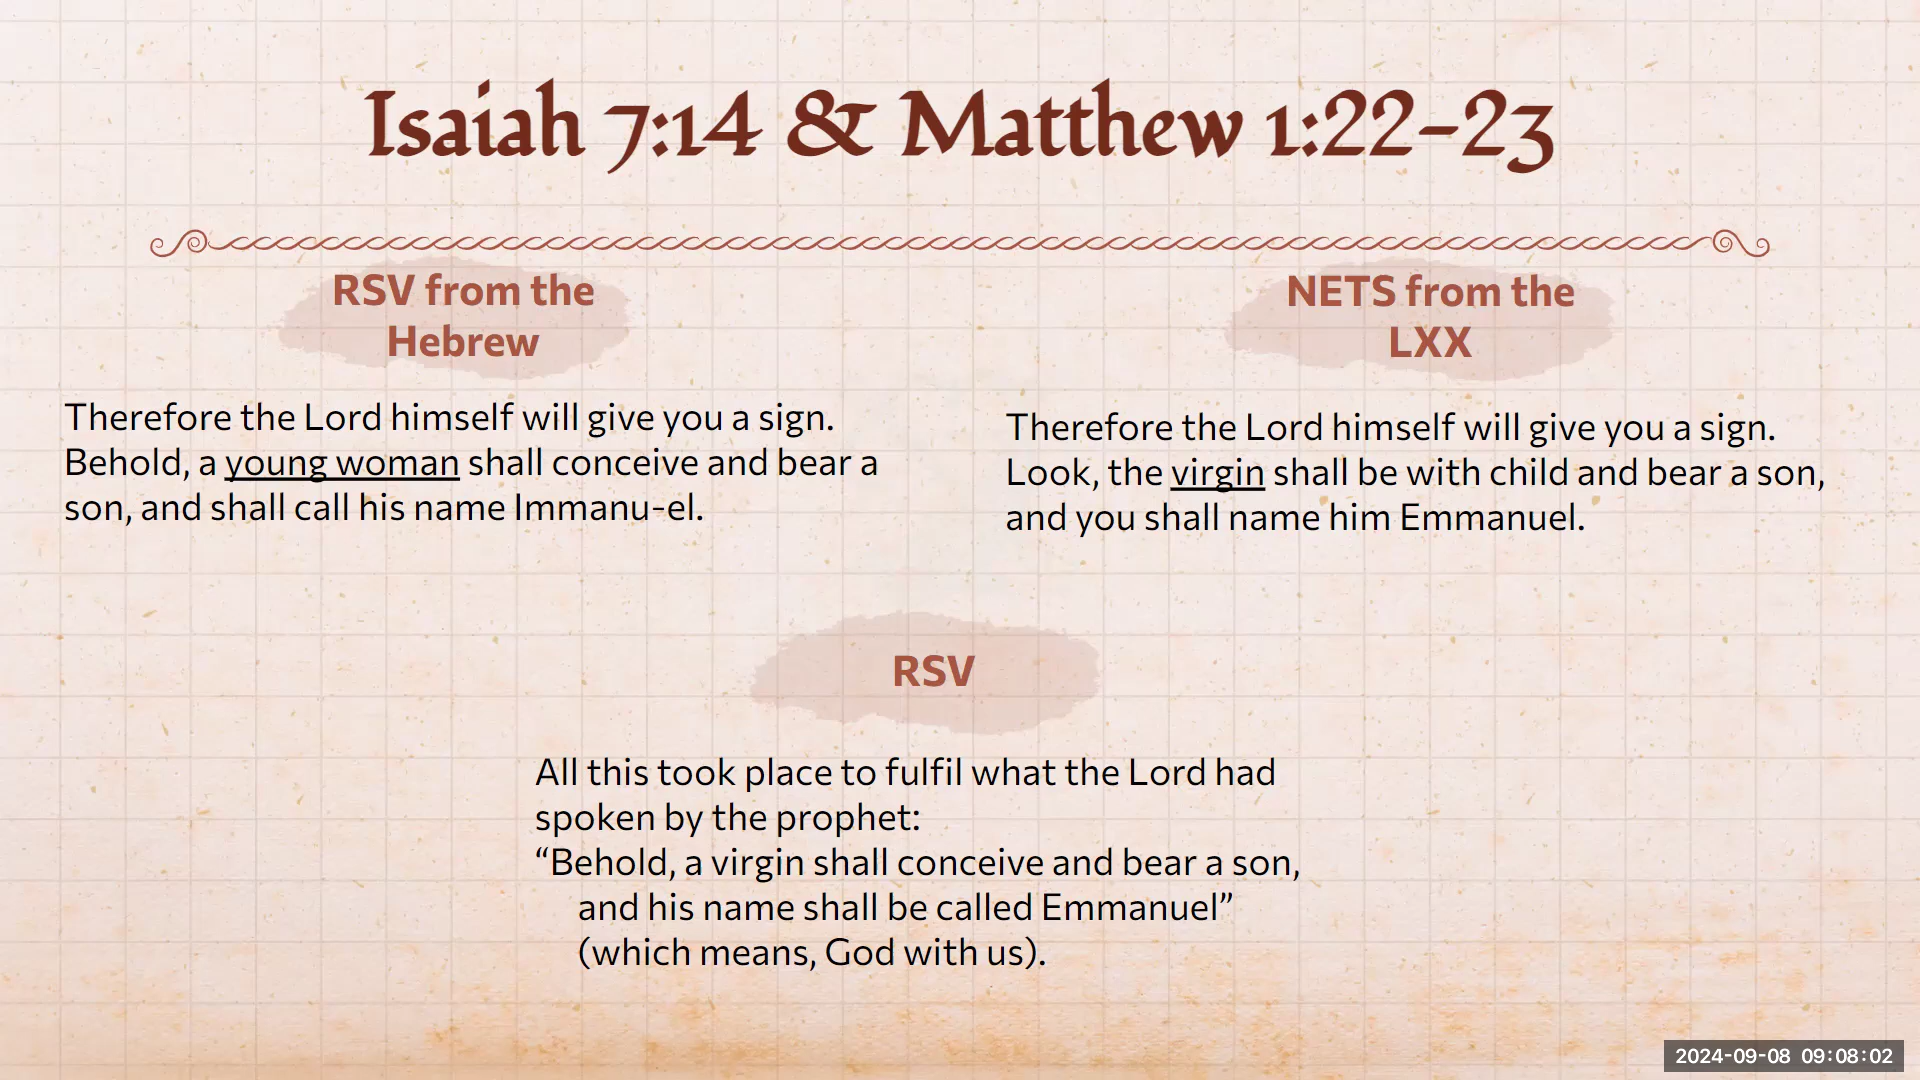 Isaiah 7:14 & Matthew 1:22-23
RSV from the
Hebrew
Therefore the Lord himself will give you a sign.
Behold, a young woman shall conceive and bear a
son, and shall call his name Immanu-el.
NETS from the
LXX
Therefore the Lord himself will give you a sign.
Look, the virgin shall be with child and bear a son,
and you shall name him Emmanuel.
RSV
All this took place to fulfil what the Lord had
spoken by the prophet:
“Behold, a virgin shall conceive and bear a son,
and his name shall be called Emmanuel”
(which means, God with us).
2024-09-08 09:08:02